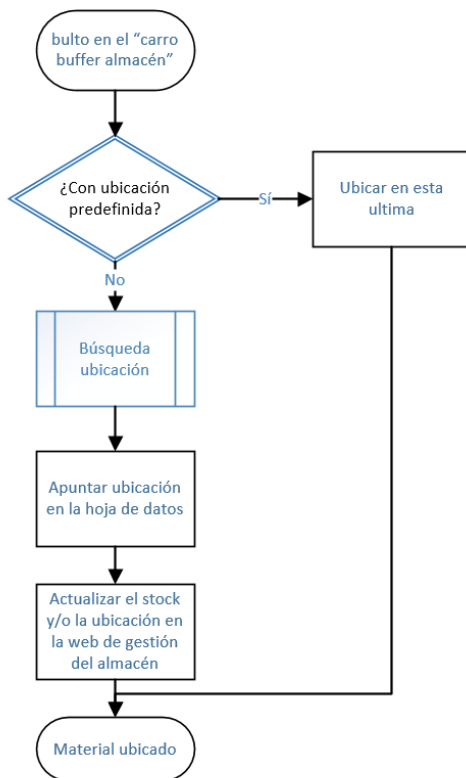 bulto en el “carro
buffer almacén”
¿Con ubicación
predefinida?
Sí
Ubicar en esta
ultima
No
Búsqueda
ubicación
Apuntar ubicación
en la hoja de datos
Actualizar el stock
y/o la ubicación en
la web de gestión
del almacén
Material ubicado